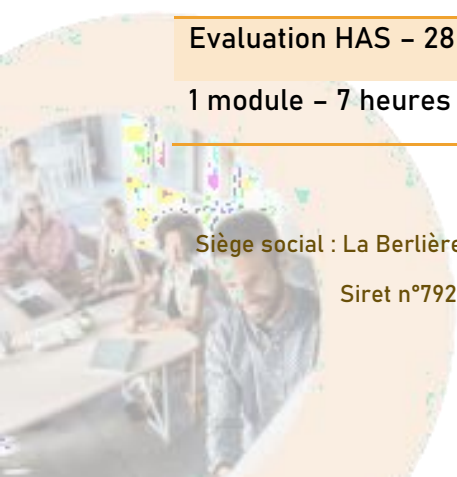 Evaluation HAS – 28
1 module – 7 heures
Siège social : La Berlière
Siret n°792